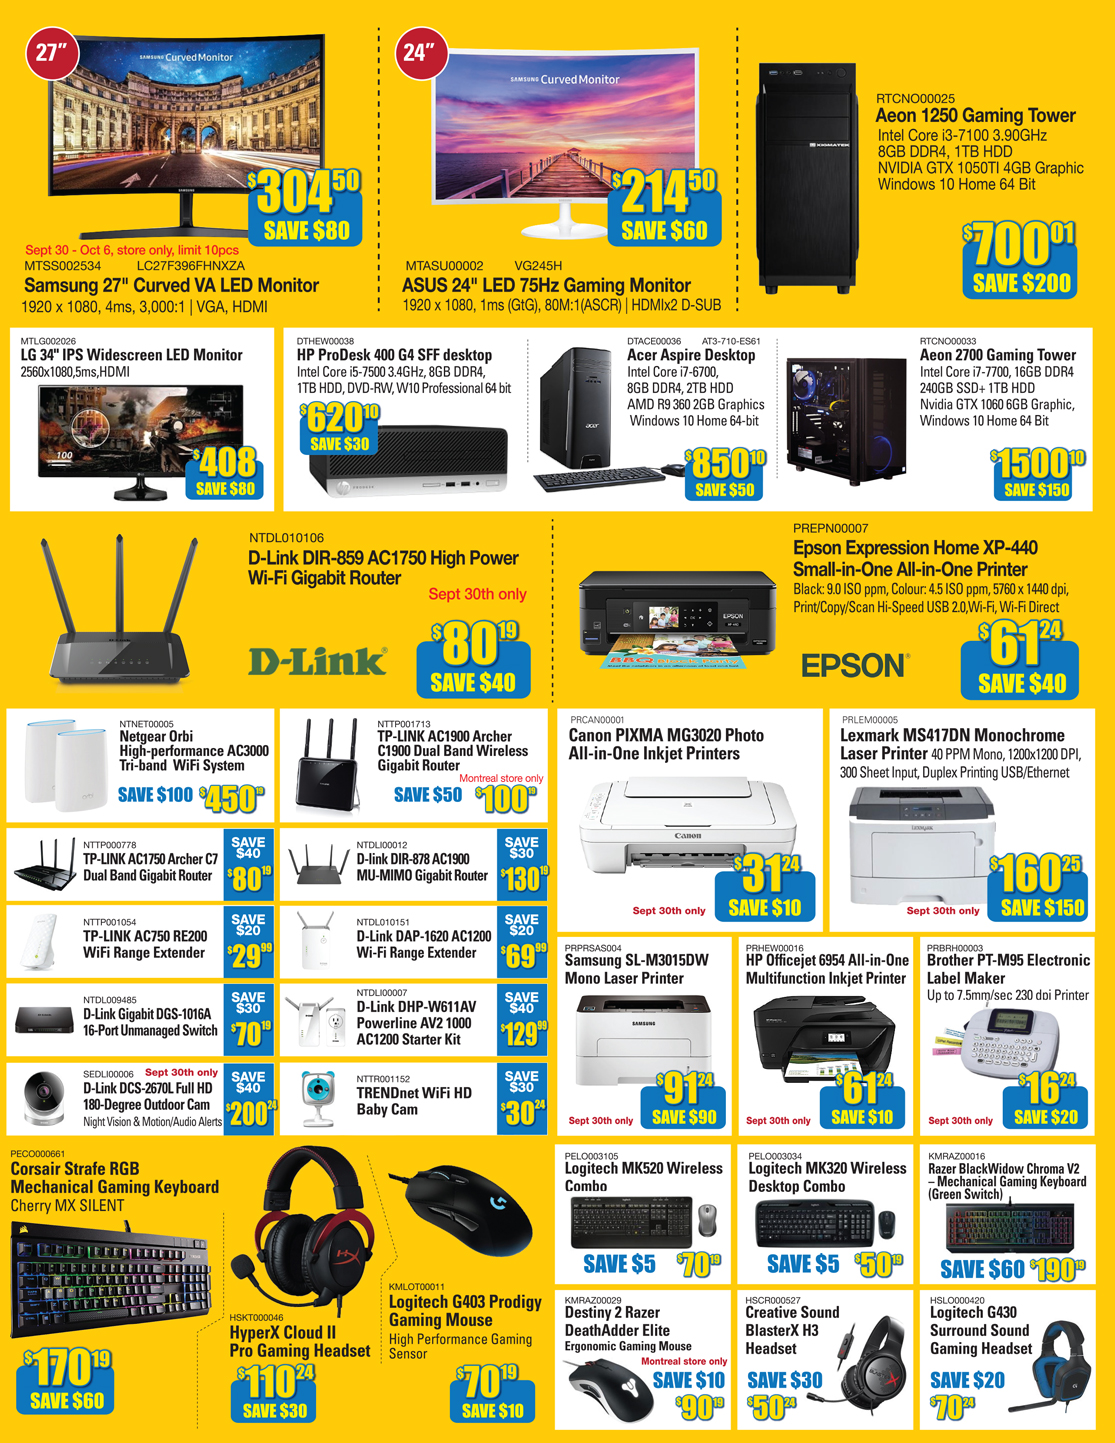 27"
SAMSUNG Curved Monitor
$304.50
SAVE $80
Sept 30 - Oct 6, store only, limit 10pcs
MTSS002534 LC27F396FHNXZA
Samsung 27" Curved VA LED Monitor
1920 x 1080, 4ms, 3,000:1 | VGA, HDMI
24"
SAMSUNG Curved Monitor
$214.50
SAVE $60
MTASU00002 VG245H
ASUS 24" LED 75Hz Gaming Monitor
1920 x 1080, 1ms (GtG), 80M:1(ASCR) | HDMIx2 D-SUB
XIGMATEK
RTCNO00025
Aeon 1250 Gaming Tower
Intel Core i3-7100 3.90GHz
8GB DDR4, 1TB HDD
NVIDIA GTX 1050TI 4GB Graphic
Windows 10 Home 64 Bit
$700.01
SAVE $200
MTLG002026
LG 34" IPS Widescreen LED Monitor
2560x1080,5ms,HDMI
100
$408
SAVE $80
DTHEW00038
HP ProDesk 400 G4 SFF desktop
Intel Core i5-7500 3.4GHz, 8GB DDR4,
1TB HDD, DVD-RW, W10 Professional 64 bit
$620.10
SAVE $30
DTACE00036 AT3-710-ES61
Acer Aspire Desktop
Intel Core i7-6700,
8GB DDR4, 2TB HDD
AMD R9 360 2GB Graphics
Windows 10 Home 64-bit
acer
$850.10
SAVE $50
RTCNO00033
Aeon 2700 Gaming Tower
Intel Core i7-7700, 16GB DDR4
240GB SSD+ 1TB HDD
Nvidia GTX 1060 6GB Graphic,
Windows 10 Home 64 Bit
$1500.10
SAVE $150
NTDL010106
D-Link DIR-859 AC1750 High Power
Wi-Fi Gigabit Router
Sept 30th only
D-Link
D-Link®
$80.19
SAVE $40
PREPN00007
Epson Expression Home XP-440
Small-in-One All-in-One Printer
Black: 9.0 ISO ppm, Colour: 4.5 ISO ppm, 5760 x 1440 dpi,
Print/Copy/Scan Hi-Speed USB 2.0,Wi-Fi, Wi-Fi Direct
EPSON
BBQ Block Party
EPSON®
$61.24
SAVE $40
NTNET00005
Netgear Orbi
High-performance AC3000
Tri-band WiFi System
SAVE $100 $450.19
NTTP001713
TP-LINK AC1900 Archer
C1900 Dual Band Wireless
Gigabit Router
Montreal store only
SAVE $50 $100.19
NTTP000778
TP-LINK AC1750 Archer C7
Dual Band Gigabit Router
SAVE
$40
$80.19
NTDLI00012
D-link DIR-878 AC1900
MU-MIMO Gigabit Router
SAVE
$30
$130.19
NTTP001054
TP-LINK AC750 RE200
WiFi Range Extender
SAVE
$20
$29.99
NTDL010151
D-Link DAP-1620 AC1200
Wi-Fi Range Extender
SAVE
$20
$69.99
NTDL009485
D-Link Gigabit DGS-1016A
16-Port Unmanaged Switch
SAVE
$30
$70.19
NTDLI00007
D-Link DHP-W611AV
Powerline AV2 1000
AC1200 Starter Kit
SAVE
$40
$129.99
SEDLI00006 Sept 30th only
D-Link DCS-2670L Full HD
180-Degree Outdoor Cam
Night Vision & Motion/Audio Alerts
SAVE
$40
$200.24
NTTR001152
TRENDnet WiFi HD
Baby Cam
SAVE
$30
$30.24
PRCAN00001
Canon PIXMA MG3020 Photo
All-in-One Inkjet Printers
Canon
Sept 30th only
$31.24
SAVE $10
PRLEM00005
Lexmark MS417DN Monochrome
Laser Printer 40 PPM Mono, 1200x1200 DPI,
300 Sheet Input, Duplex Printing USB/Ethernet
LEXMARK
Sept 30th only
$160.25
SAVE $150
PRPRSAS004
Samsung SL-M3015DW
Mono Laser Printer
SAMSUNG
Sept 30th only
$91.24
SAVE $90
PRHEW00016
HP Officejet 6954 All-in-One
Multifunction Inkjet Printer
Sept 30th only
$61.24
SAVE $10
PRBRH00003
Brother PT-M95 Electronic
Label Maker
Up to 7.5mm/sec 230 dpi Printer
Sept 30th only
$16.24
SAVE $20
PECO000661
Corsair Strafe RGB
Mechanical Gaming Keyboard
Cherry MX SILENT
$170.19
SAVE $60
HX
HSKT000046
HyperX Cloud II
Pro Gaming Headset
$110.24
SAVE $30
KMLOT00011
Logitech G403 Prodigy
Gaming Mouse
High Performance Gaming
Sensor
$70.19
SAVE $10
PELO003105
Logitech MK520 Wireless
Combo
SAVE $5 $70.19
PELO003034
Logitech MK320 Wireless
Desktop Combo
SAVE $5 $50.19
KMRAZ00016
Razer BlackWidow Chroma V2
– Mechanical Gaming Keyboard
(Green Switch)
SAVE $60 $190.19
KMRAZ00029
Destiny 2 Razer
DeathAdder Elite
Ergonomic Gaming Mouse
Montreal store only
SAVE $10
$90.19
HSCR000527
Creative Sound
BlasterX H3
Headset
SAVE $30
$50.24
HSLO000420
Logitech G430
Surround Sound
Gaming Headset
SAVE $20
$70.24